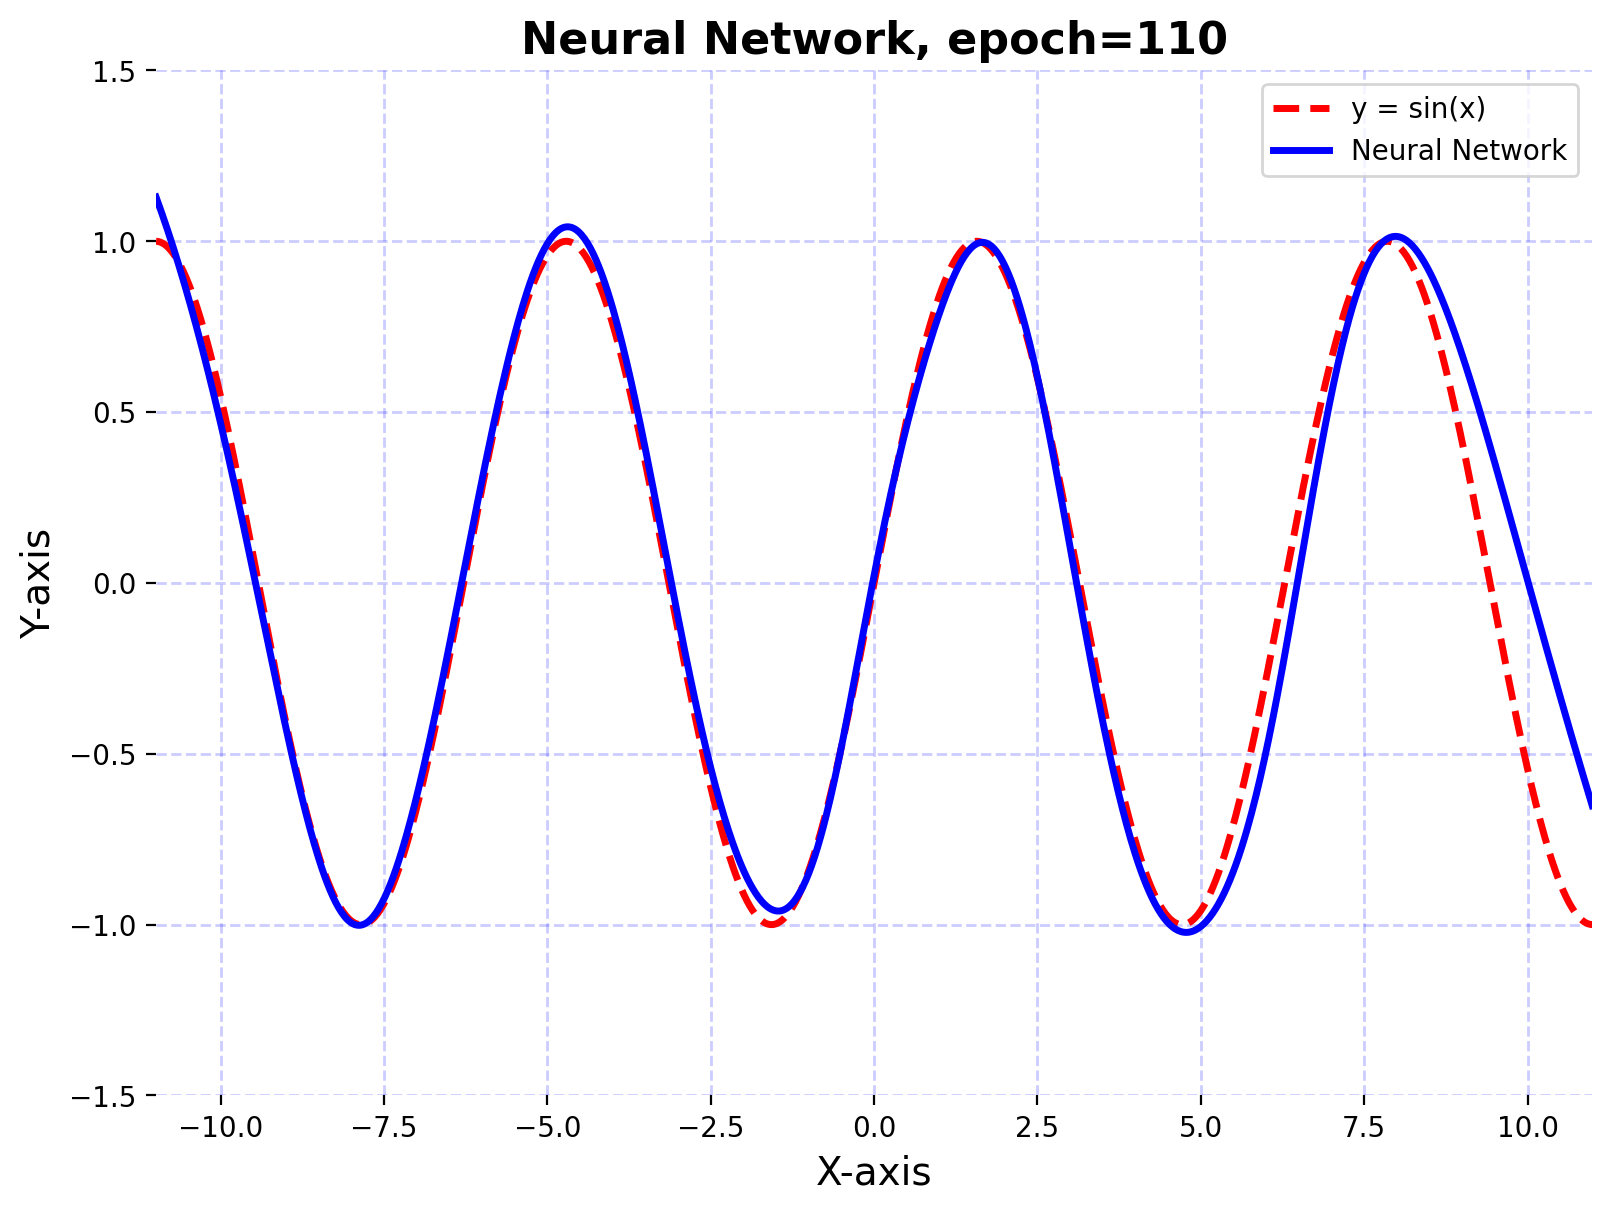 Neural Network, epoch=110
y = sin(x)
Neural Network
1.5
1.0
0.5
0.0
−0.5
−1.0
−1.5
Y-axis
−10.0 −7.5 −5.0 −2.5 0.0 2.5 5.0 7.5 10.0
X-axis